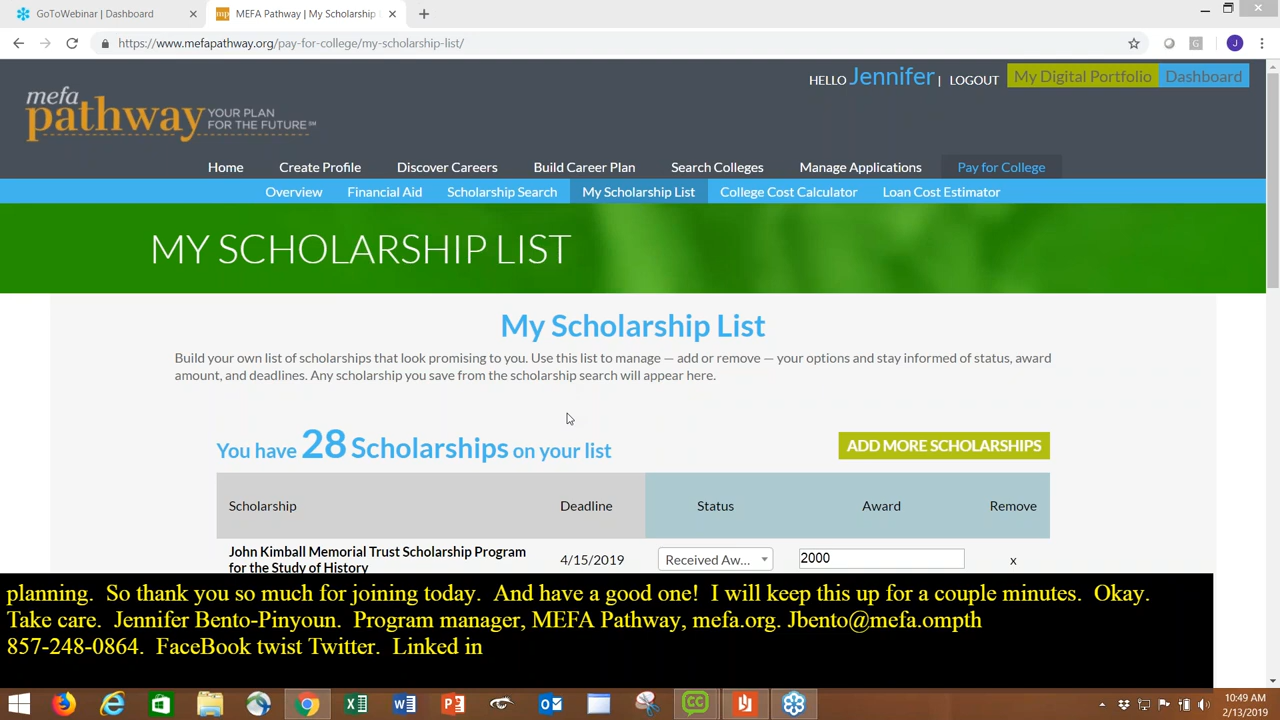 GoToWebinar | Dashboard
MEFA Pathway | My Scholarship
https://www.mefapathway.org/pay-for-college/my-scholarship-list/
HELLO Jennifer | LOGOUT My Digital Portfolio Dashboard
mefa
pathway YOUR PLAN FOR THE FUTURE℠
Home Create Profile Discover Careers Build Career Plan Search Colleges Manage Applications Pay for College
Overview Financial Aid Scholarship Search My Scholarship List College Cost Calculator Loan Cost Estimator
MY SCHOLARSHIP LIST
My Scholarship List
Build your own list of scholarships that look promising to you. Use this list to manage — add or remove — your options and stay informed of status, award
amount, and deadlines. Any scholarship you save from the scholarship search will appear here.
You have 28 Scholarships on your list ADD MORE SCHOLARSHIPS
Scholarship Deadline Status Award Remove
John Kimball Memorial Trust Scholarship Program
for the Study of History 4/15/2019 Received Aw... 2000 x
planning. So thank you so much for joining today. And have a good one! I will keep this up for a couple minutes. Okay.
Take care. Jennifer Bento-Pinyoun. Program manager, MEFA Pathway, mefa.org. Jbento@mefa.ompth
857-248-0864. FaceBook twist Twitter. Linked in
10:49 AM
2/13/2019